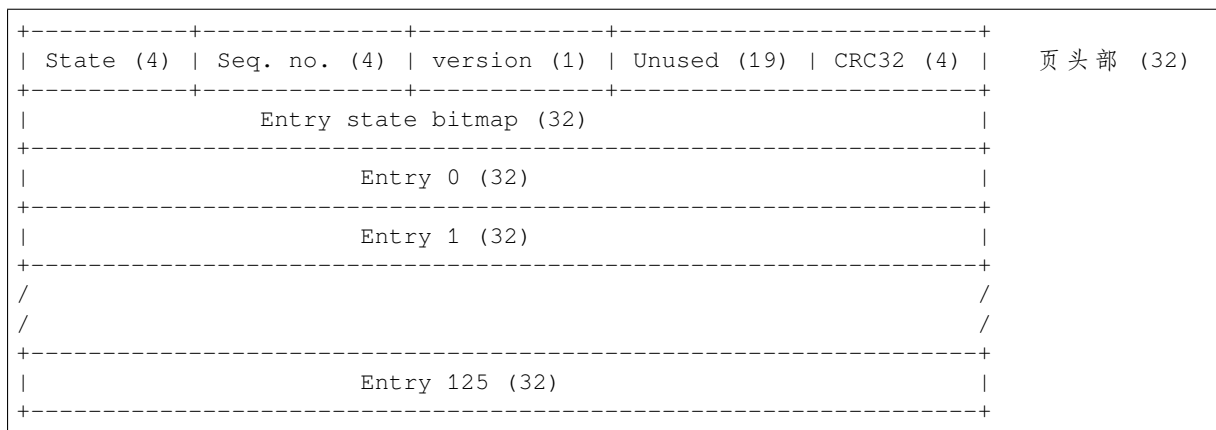 +-----------+--------------+-------------+-------------------------+
| State (4) | Seq. no. (4) | version (1) | Unused (19) | CRC32 (4) | 页头部 (32)
+-----------+--------------+-------------+-------------------------+
| Entry state bitmap (32) |
+------------------------------------------------------------------+
| Entry 0 (32) |
+------------------------------------------------------------------+
| Entry 1 (32) |
+------------------------------------------------------------------+
/ /
/ /
+------------------------------------------------------------------+
| Entry 125 (32) |
+------------------------------------------------------------------+